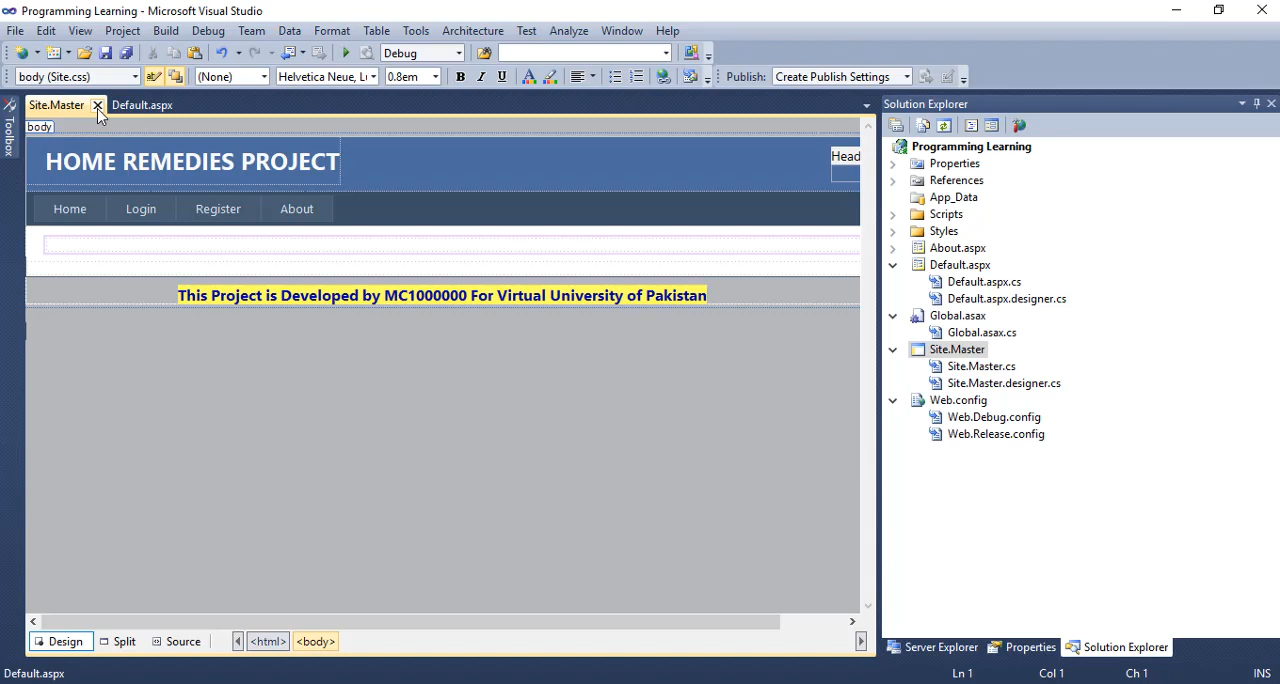 Programming Learning - Microsoft Visual Studio
File Edit View Project Build Debug Team Data Format Table Tools Architecture Test Analyze Window Help
Debug
body (Site.css) (None) Helvetica Neue, L 0.8em B I U A Publish: Create Publish Settings
Toolbox
Site.Master Default.aspx
body
HOME REMEDIES PROJECT
Head
Home Login Register About
This Project is Developed by MC1000000 For Virtual University of Pakistan
Design Split Source <html> <body>
Solution Explorer
Programming Learning
Properties
References
App_Data
Scripts
Styles
About.aspx
Default.aspx
Default.aspx.cs
Default.aspx.designer.cs
Global.asax
Global.asax.cs
Site.Master
Site.Master.cs
Site.Master.designer.cs
Web.config
Web.Debug.config
Web.Release.config
Server Explorer Properties Solution Explorer
Default.aspx Ln 1 Col 1 Ch 1 INS